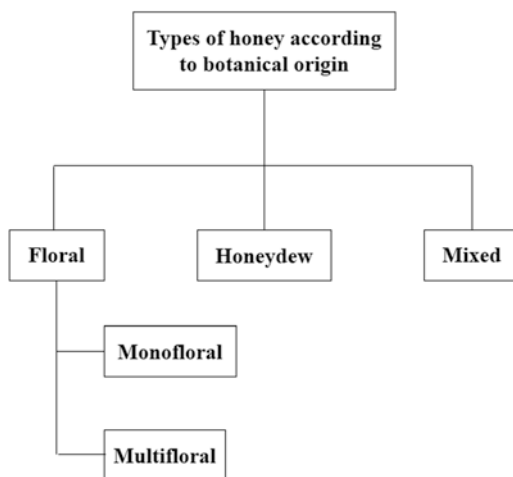 Types of honey according
to botanical origin
Floral
Honeydew
Mixed
Monofloral
Multifloral